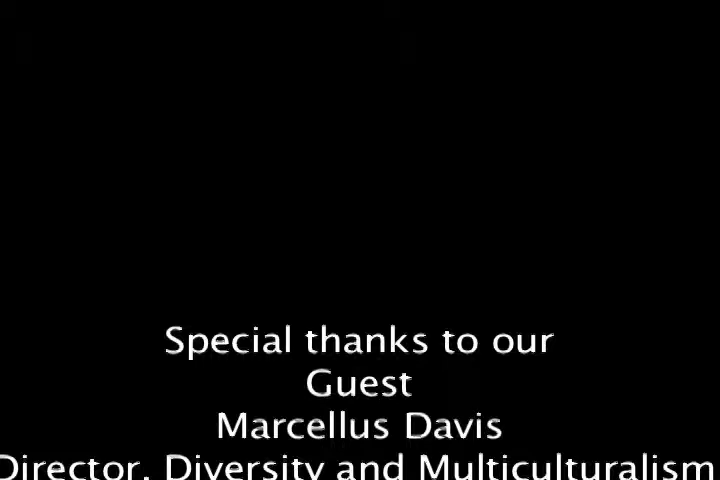 Special thanks to our
Guest
Marcellus Davis
Director, Diversity and Multiculturalism